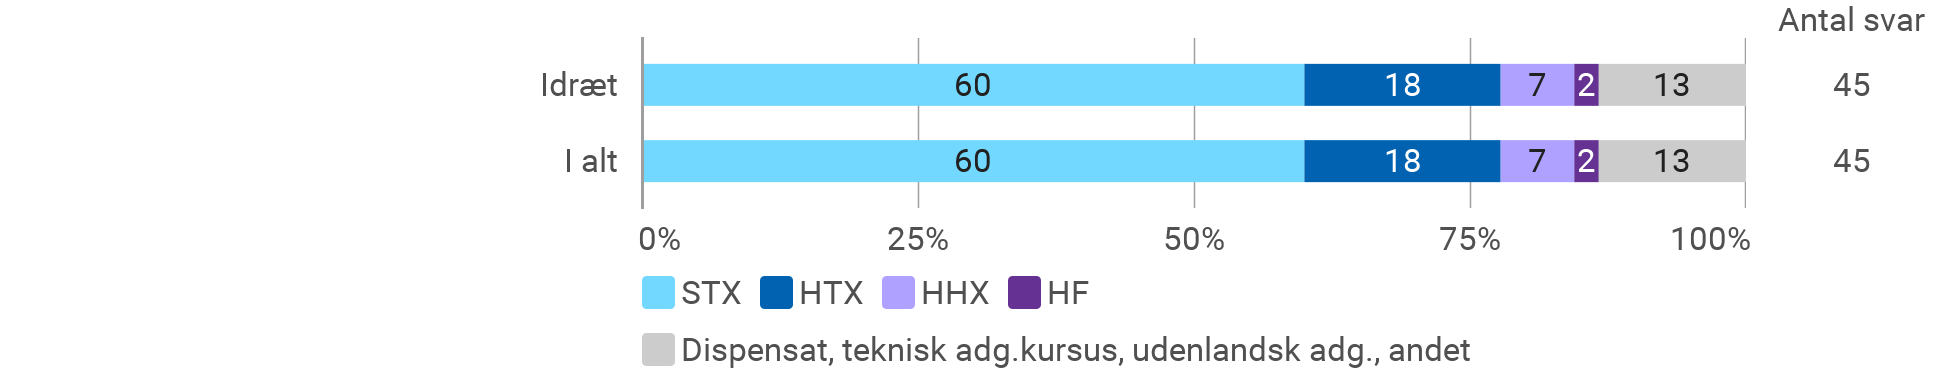 Antal svar
Idræt 60 18 7 2 13 45
I alt 60 18 7 2 13 45
0% 25% 50% 75% 100%
STX HTX HHX HF
Dispensat, teknisk adg.kursus, udenlandsk adg., andet